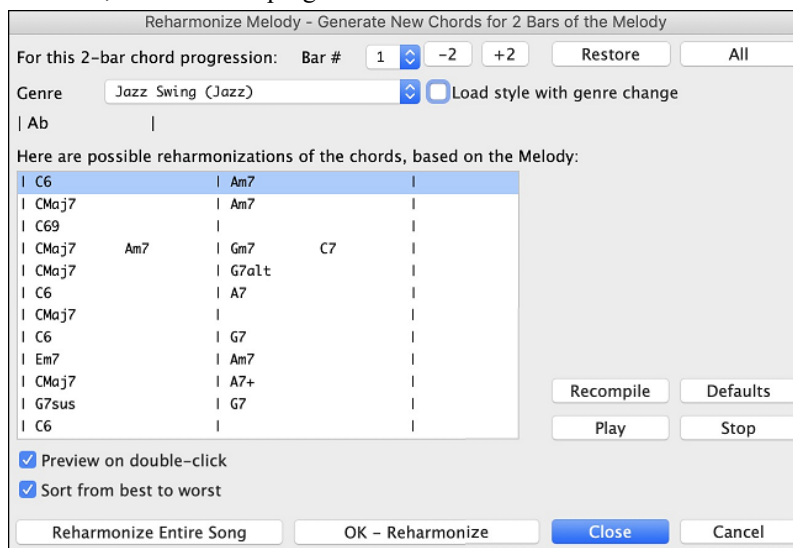 Reharmonize Melody - Generate New Chords for 2 Bars of the Melody
For this 2-bar chord progression: Bar # 1 -2 +2 Restore All
Genre Jazz Swing (Jazz) Load style with genre change
| Ab |
Here are possible reharmonizations of the chords, based on the Melody:
| C6 | Am7 |
| CMaj7 | Am7 |
| C69 | |
| CMaj7 Am7 | Gm7 C7 |
| CMaj7 | G7alt |
| C6 | A7 |
| CMaj7 | |
| C6 | G7 |
| Em7 | Am7 |
| CMaj7 | A7+ |
| G7sus | G7 |
| C6 | |
Recompile Defaults
Play Stop
Preview on double-click
Sort from best to worst
Reharmonize Entire Song OK - Reharmonize Close Cancel